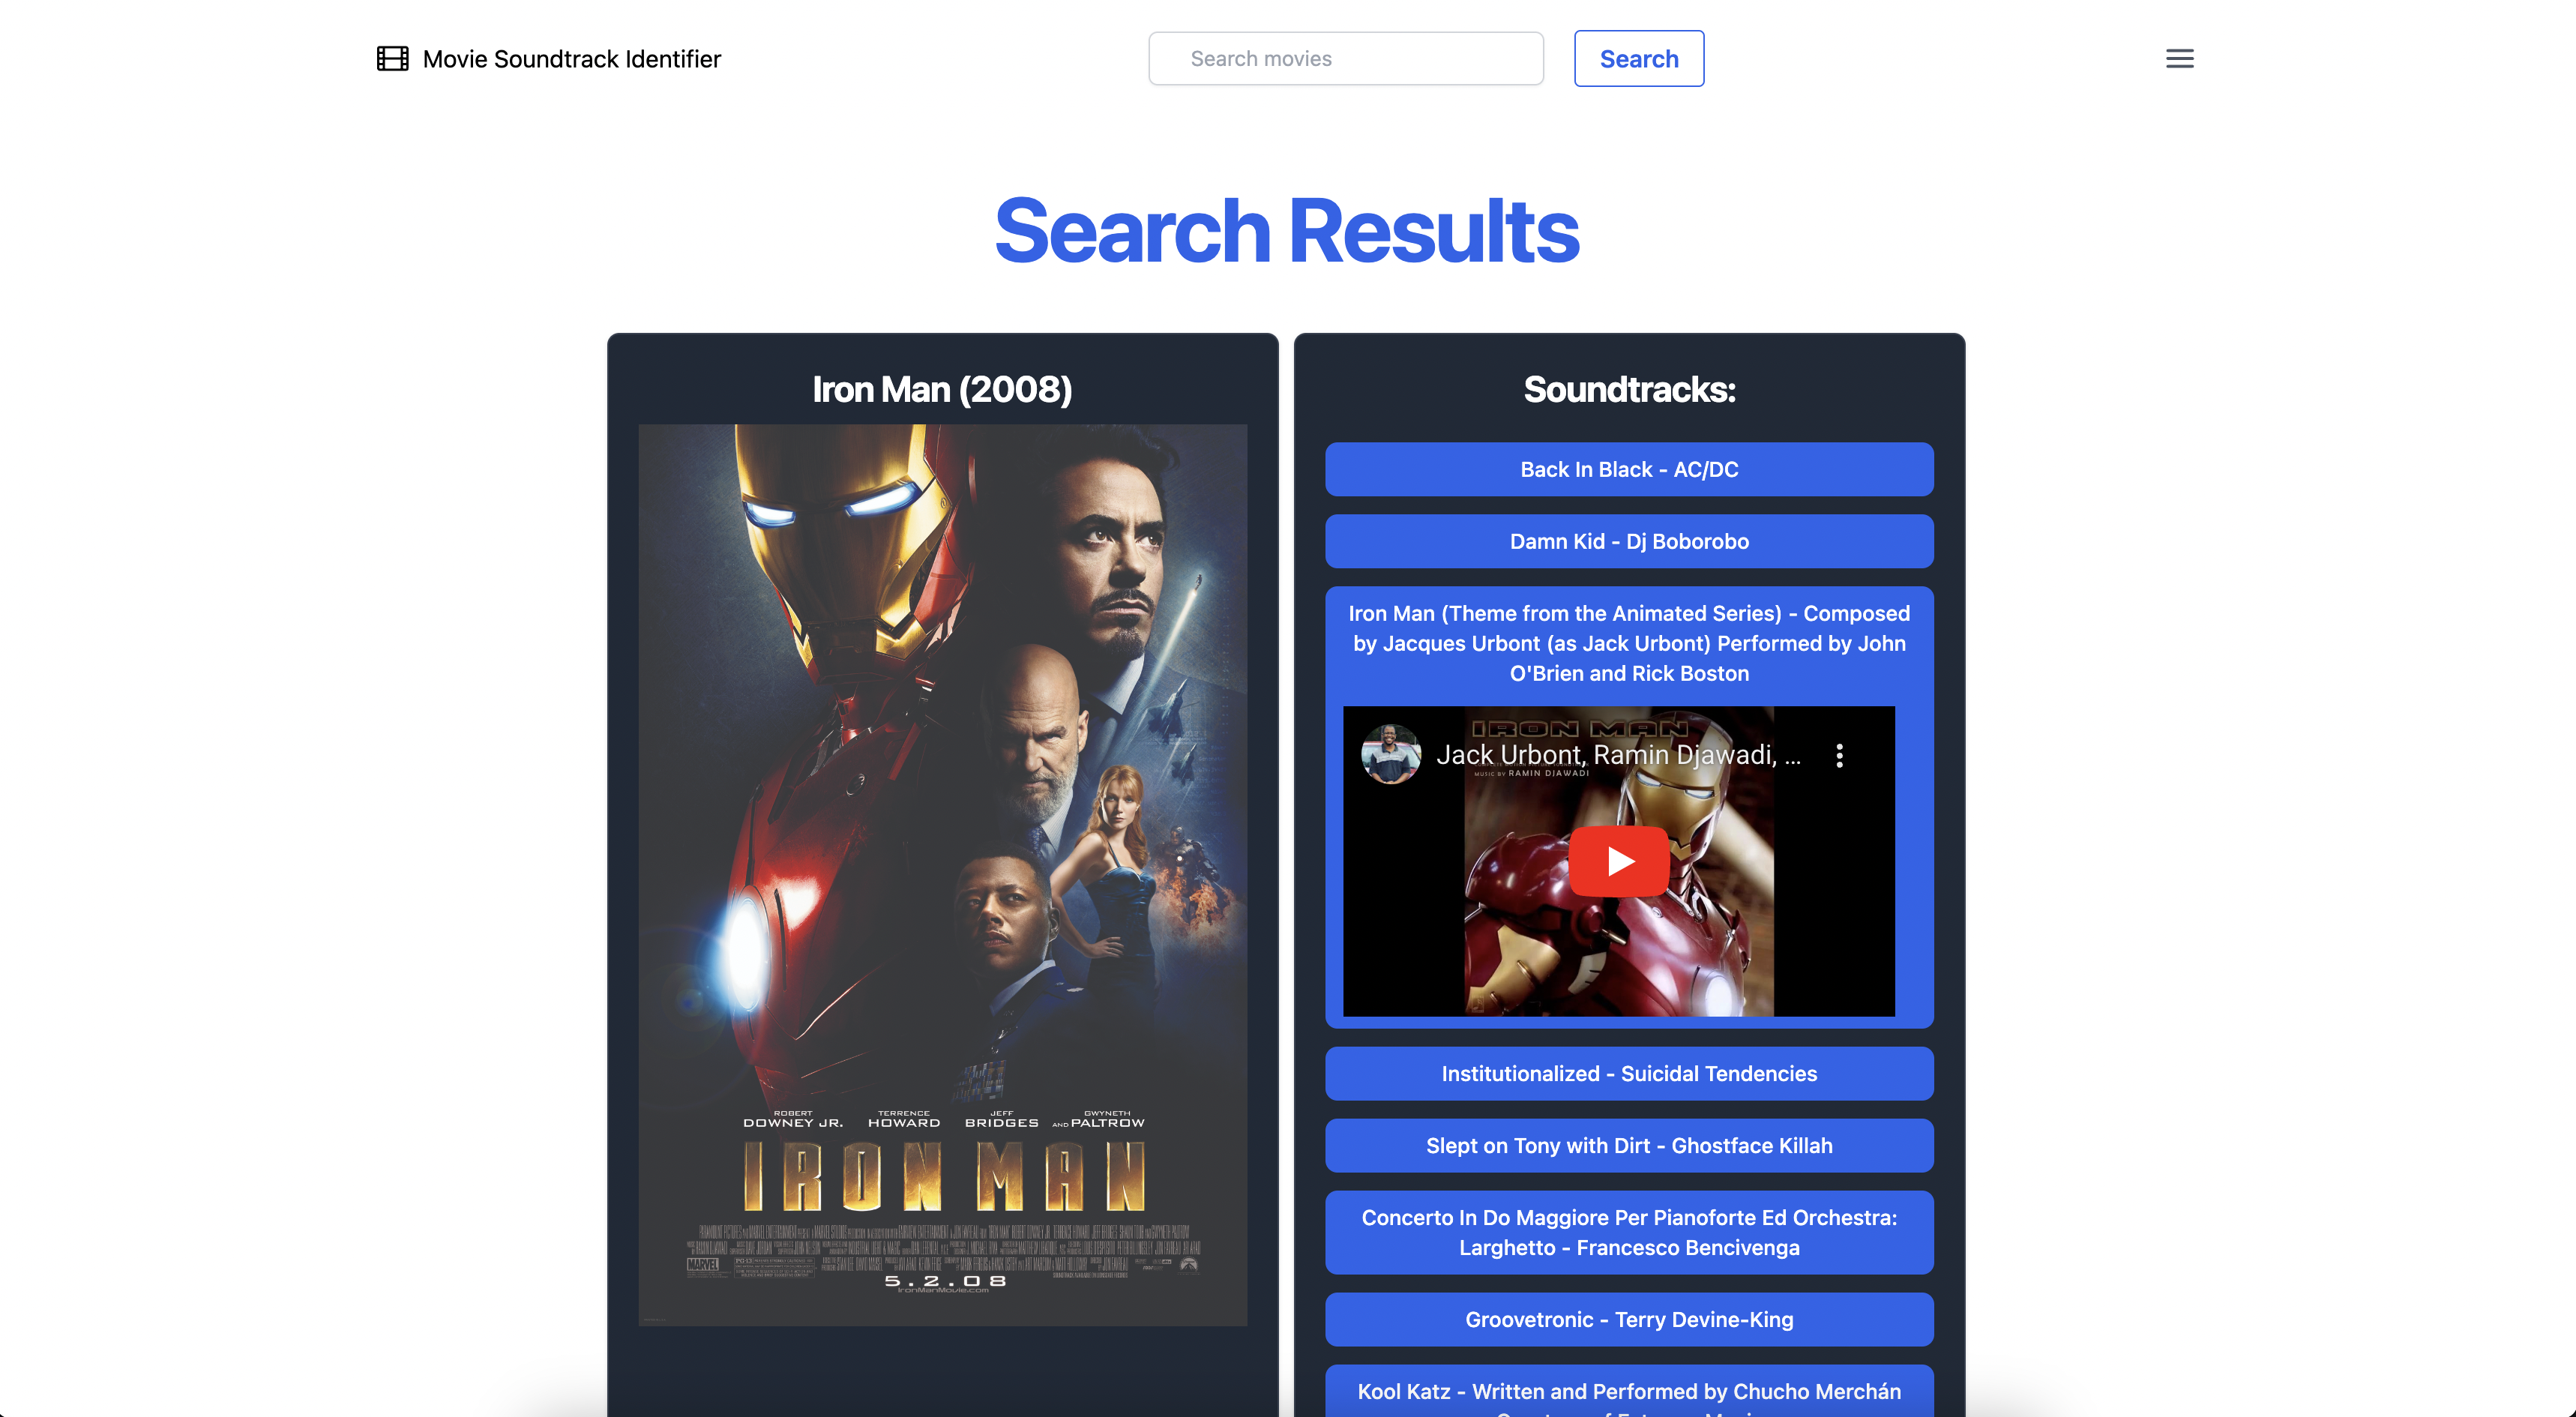 Movie Soundtrack Identifier
Search movies
Search
Search Results
Iron Man (2008)
ROBERT DOWNEY JR.
TERRENCE HOWARD
JEFF BRIDGES
AND GWYNETH PALTROW
IRON MAN
MARVEL
5.2.08
IronManMovie.com
Soundtracks:
Back In Black - AC/DC
Damn Kid - Dj Boborobo
Iron Man (Theme from the Animated Series) - Composed
by Jacques Urbont (as Jack Urbont) Performed by John
O'Brien and Rick Boston
IRON MAN
Jack Urbont, Ramin Djawadi, ...
MUSIC BY RAMIN DJAWADI
Institutionalized - Suicidal Tendencies
Slept on Tony with Dirt - Ghostface Killah
Concerto In Do Maggiore Per Pianoforte Ed Orchestra:
Larghetto - Francesco Bencivenga
Groovetronic - Terry Devine-King
Kool Katz - Written and Performed by Chucho Merchán